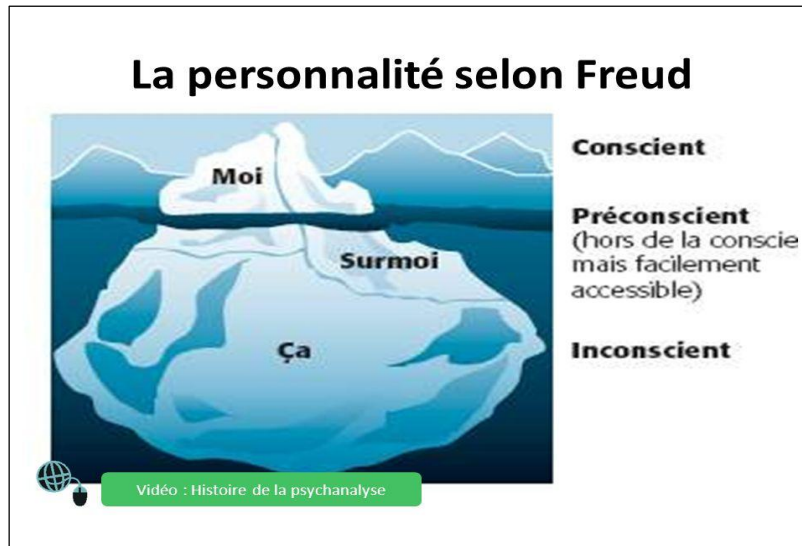 La personnalité selon Freud
Conscient
Moi
Préconscient
(hors de la conscie
mais facilement
accessible)
Surmoi
Ça
Inconscient
Vidéo : Histoire de la psychanalyse